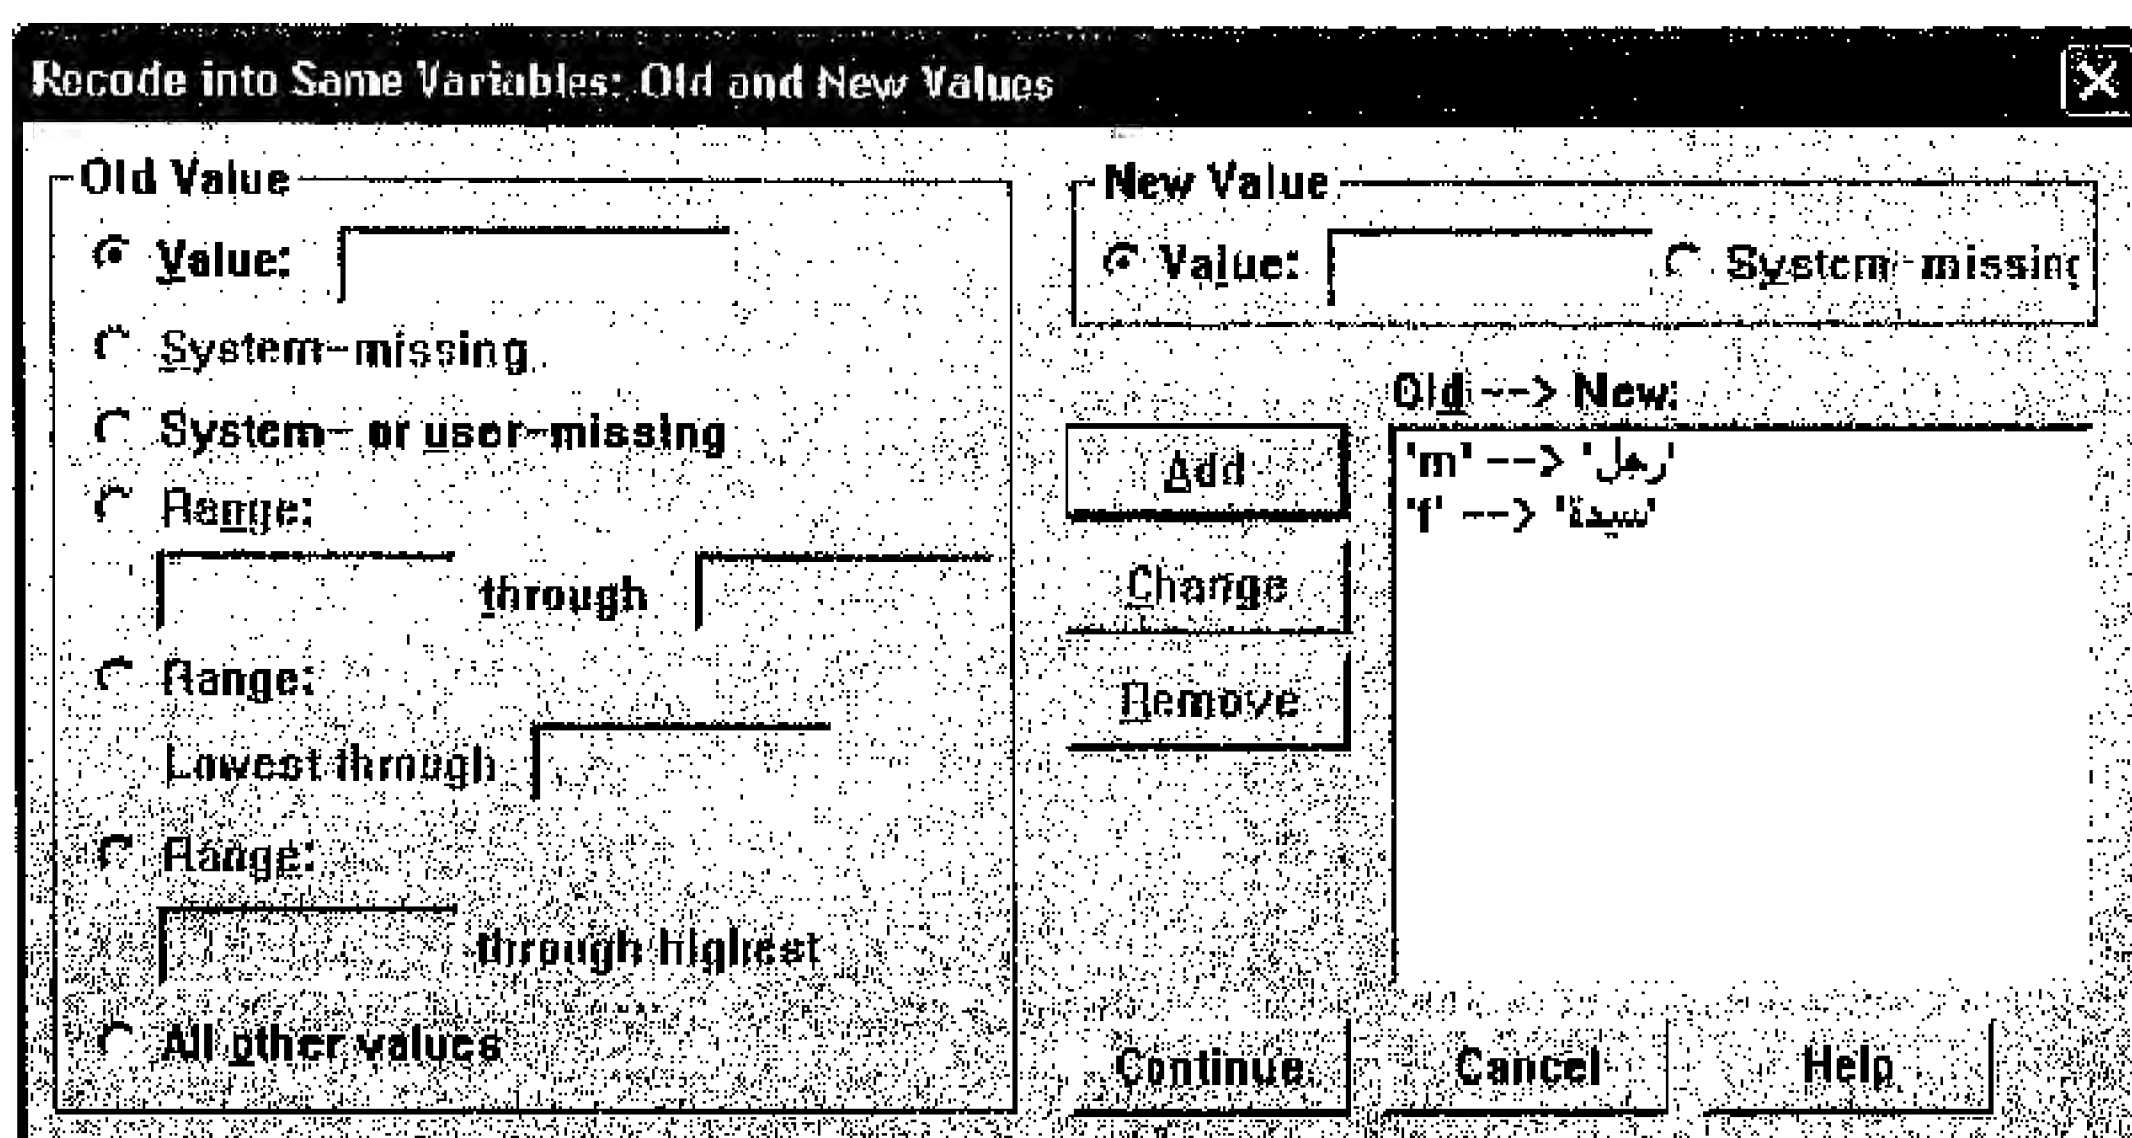 Recode into Same Variables: Old and New Values
Old Value
Value:
System-missing
System- or user-missing
Range:
through
Range:
Lowest through
Range:
through highest
All other values
New Value
Value:
System-missing
Old --> New:
'm' --> 'رجل'
'f' --> 'سيدة'
Add
Change
Remove
Continue
Cancel
Help